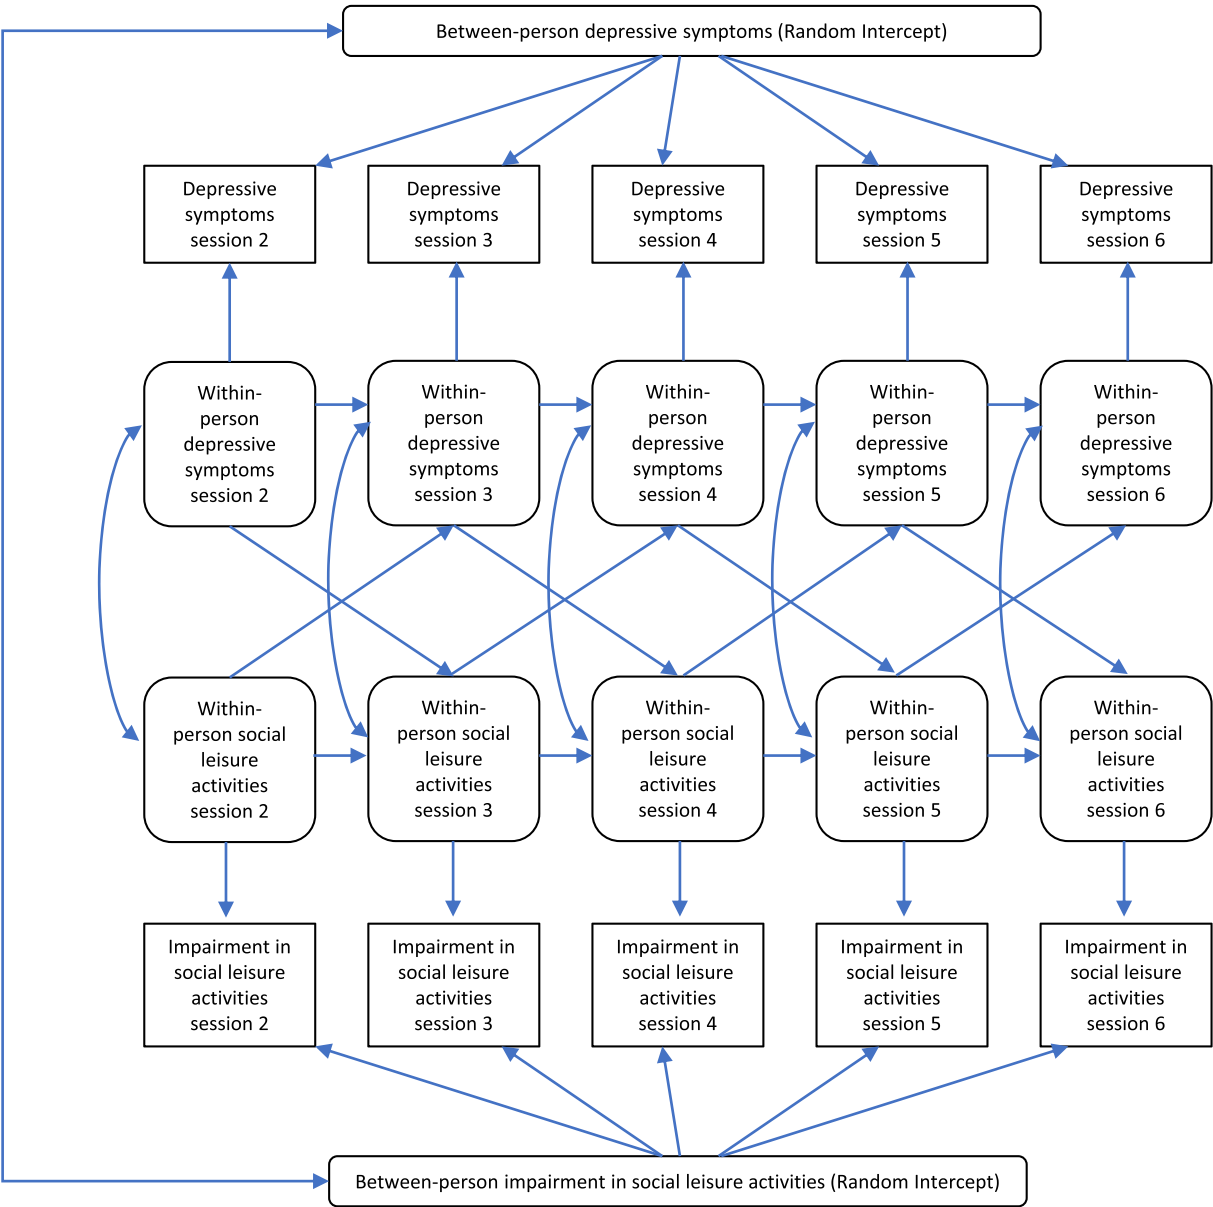 Between-person depressive symptoms (Random Intercept)
Depressive
symptoms
session 2
Depressive
symptoms
session 3
Depressive
symptoms
session 4
Depressive
symptoms
session 5
Depressive
symptoms
session 6
Within-
person
depressive
symptoms
session 2
Within-
person
depressive
symptoms
session 3
Within-
person
depressive
symptoms
session 4
Within-
person
depressive
symptoms
session 5
Within-
person
depressive
symptoms
session 6
Within-
person social
leisure
activities
session 2
Within-
person social
leisure
activities
session 3
Within-
person social
leisure
activities
session 4
Within-
person social
leisure
activities
session 5
Within-
person social
leisure
activities
session 6
Impairment in
social leisure
activities
session 2
Impairment in
social leisure
activities
session 3
Impairment in
social leisure
activities
session 4
Impairment in
social leisure
activities
session 5
Impairment in
social leisure
activities
session 6
Between-person impairment in social leisure activities (Random Intercept)